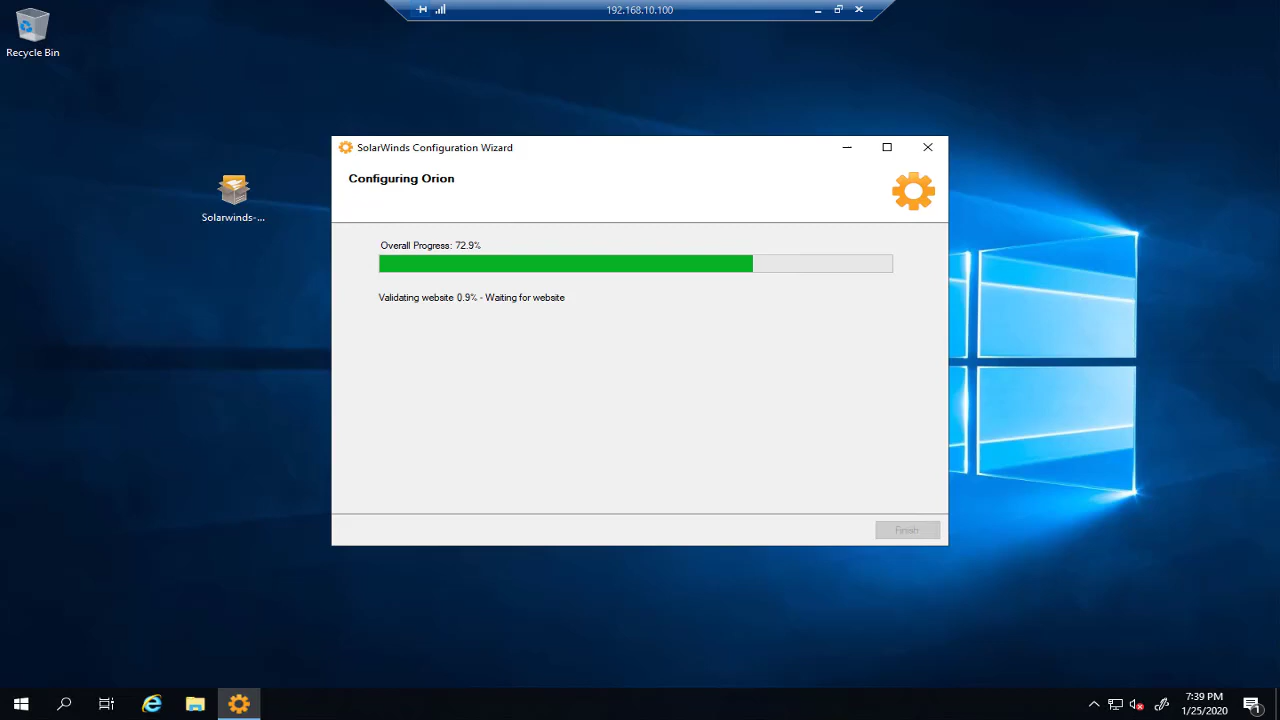 192.168.10.100
Recycle Bin
Solarwinds-...
SolarWinds Configuration Wizard
Configuring Orion
Overall Progress: 72.9%
Validating website 0.9% - Waiting for website
Finish
7:39 PM
1/25/2020
1